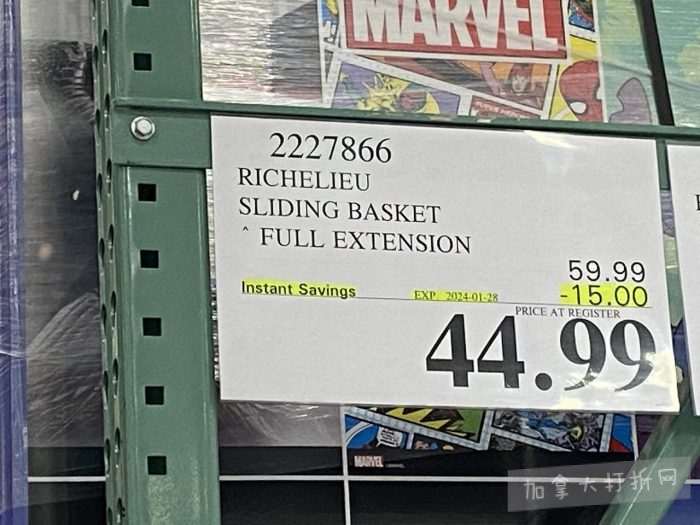 MARVEL
2227866
RICHELIEU
SLIDING BASKET
^ FULL EXTENSION
59.99
Instant Savings EXP. 2024-01-28 -15.00
PRICE AT REGISTER
44.99
MARVEL
加拿大打折网